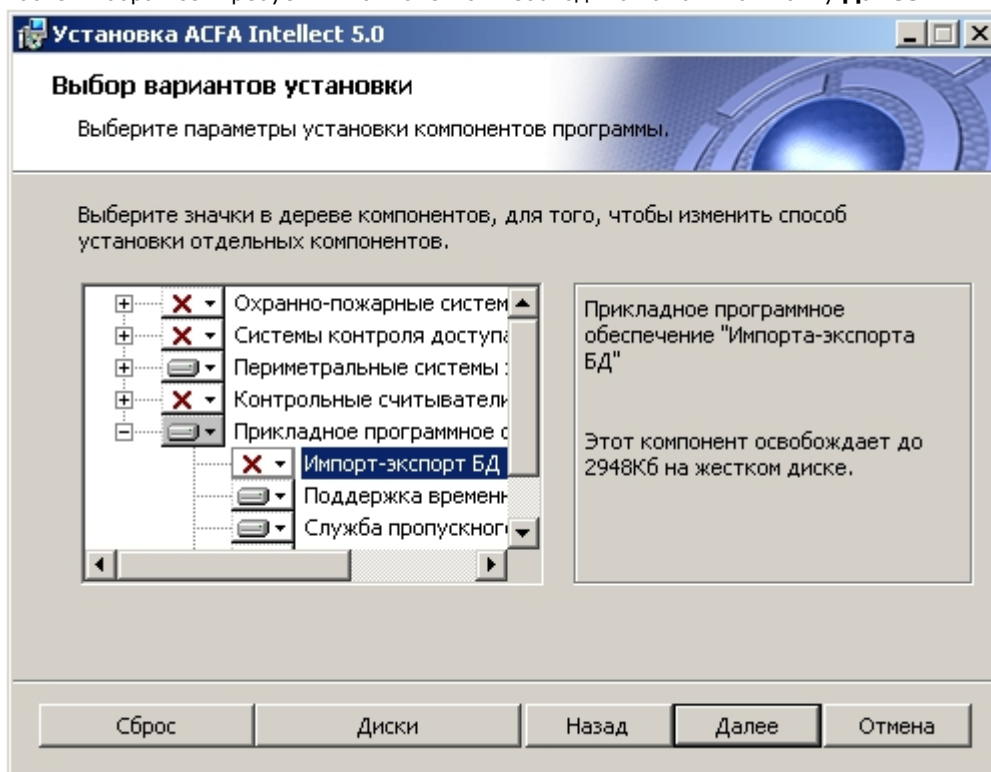 Установка ACFA Intellect 5.0
Выбор вариантов установки
Выберите параметры установки компонентов программы.
Выберите значки в дереве компонентов, для того, чтобы изменить способ
установки отдельных компонентов.
Охранно-пожарные систем
Системы контроля доступа
Периметральные системы
Контрольные считыватели
Прикладное программное с
Импорт-экспорт БД
Поддержка времен
Служба пропускног
Прикладное программное
обеспечение "Импорта-экспорта
БД"
Этот компонент освобождает до
2948Кб на жестком диске.
Сброс
Диски
Назад
Далее
Отмена